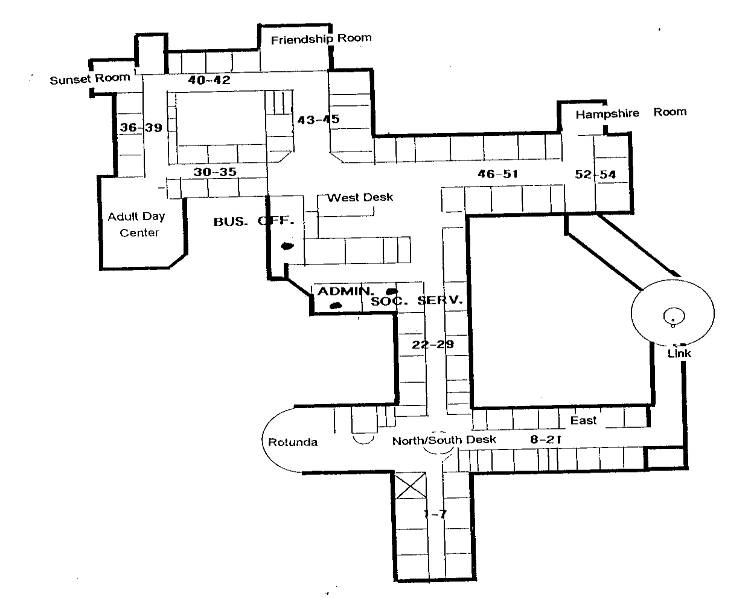 Friendship Room
Sunset Room
40-42
Hampshire Room
36-39
43-45
30-35
46-51
52-54
West Desk
Adult Day
Center
BUS. OFF.
ADMIN.
SOC. SERV.
22-29
Link
East
Rotunda
North/South Desk
8-21
1-7